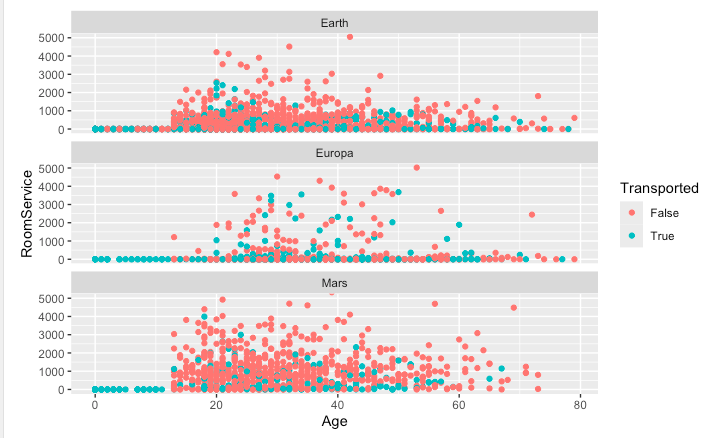 Earth
5000
4000
3000
2000
1000
0
Europa
5000
4000
3000
2000
1000
0
Mars
5000
4000
3000
2000
1000
0
0 20 40 60 80
Age
RoomService
Transported
False
True